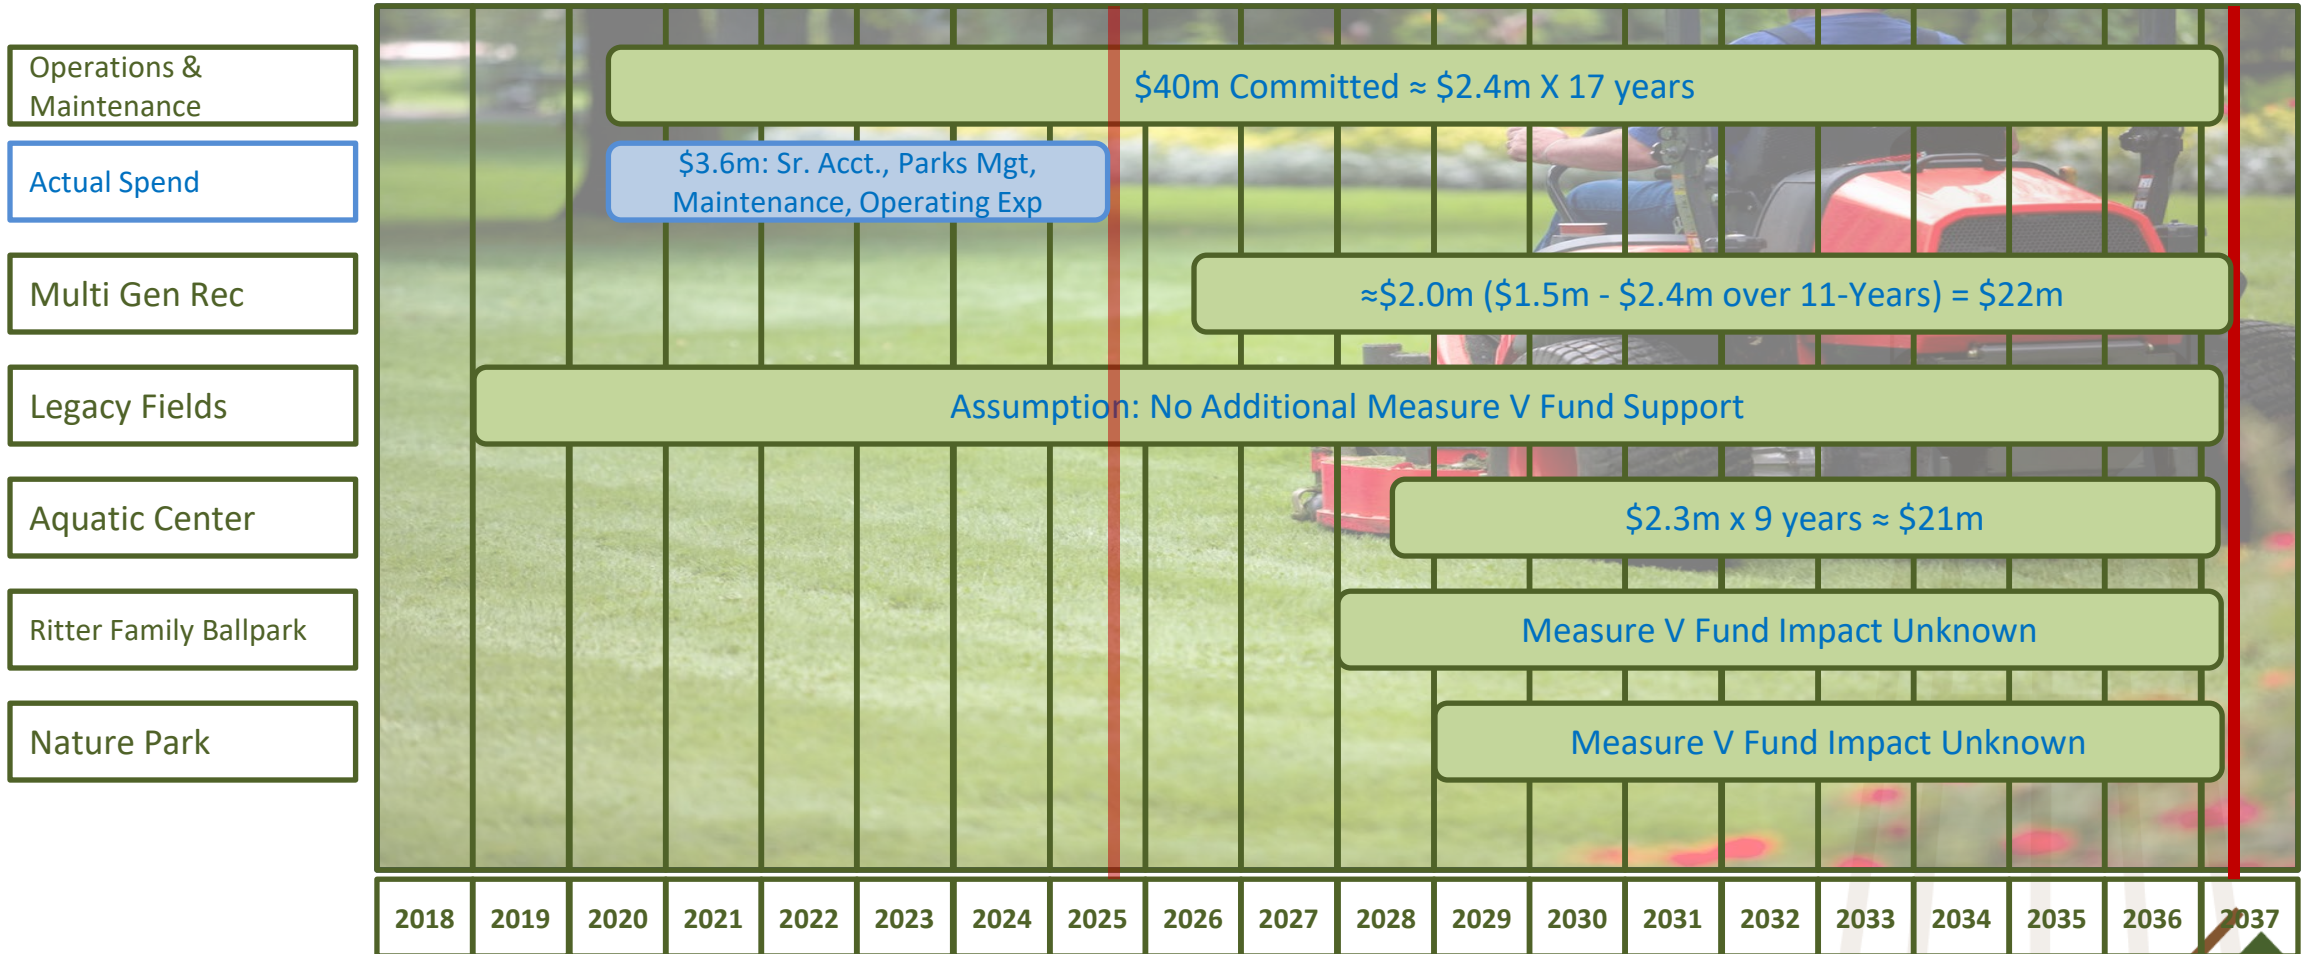 Operations &
Maintenance
$40m Committed ≈ $2.4m X 17 years
Actual Spend
$3.6m: Sr. Acct., Parks Mgt,
Maintenance, Operating Exp
Multi Gen Rec
≈$2.0m ($1.5m - $2.4m over 11-Years) = $22m
Legacy Fields
Assumption: No Additional Measure V Fund Support
Aquatic Center
$2.3m x 9 years ≈ $21m
Ritter Family Ballpark
Measure V Fund Impact Unknown
Nature Park
Measure V Fund Impact Unknown
2018 2019 2020 2021 2022 2023 2024 2025 2026 2027 2028 2029 2030 2031 2032 2033 2034 2035 2036 2037